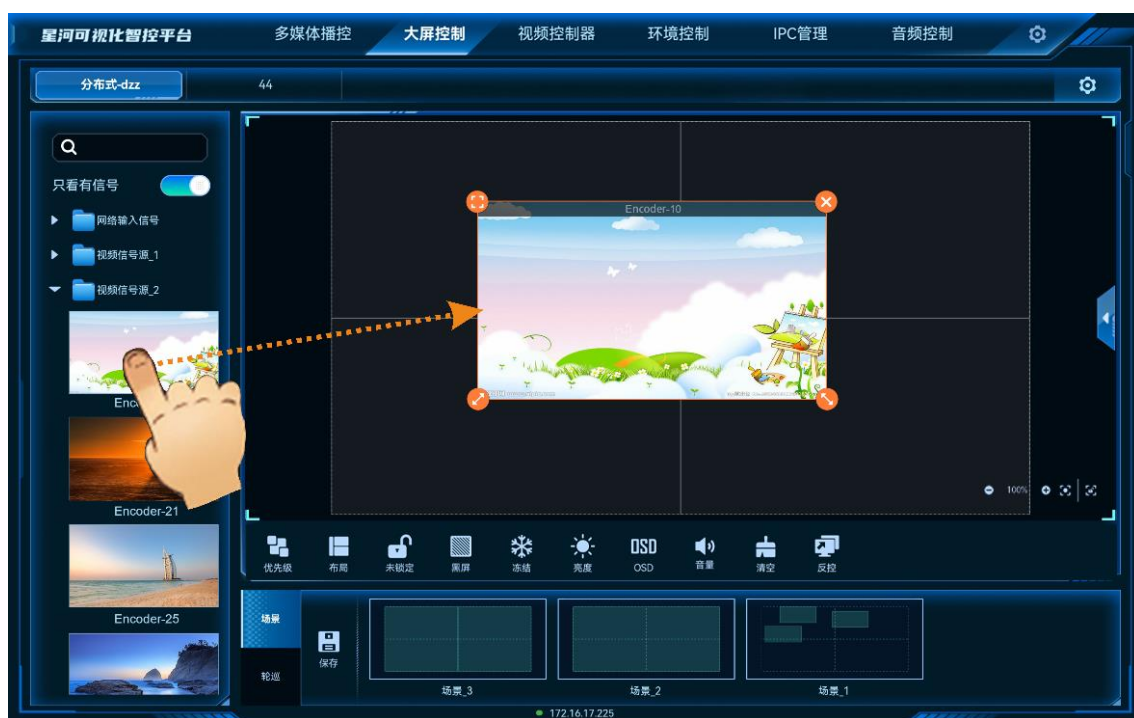 星河可视化智控平台
多媒体播控
大屏控制
视频控制器
环境控制
IPC管理
音频控制
分布式-dzz
44
只看有信号
网络输入信号
视频信号源_1
视频信号源_2
Enc
Encoder-21
Encoder-25
Encoder-10
100%
优先级
布局
未锁定
黑屏
冻结
亮度
OSD
OSD
音量
清空
反控
场景
轮巡
保存
场景_3
场景_2
场景_1
172.16.17.225